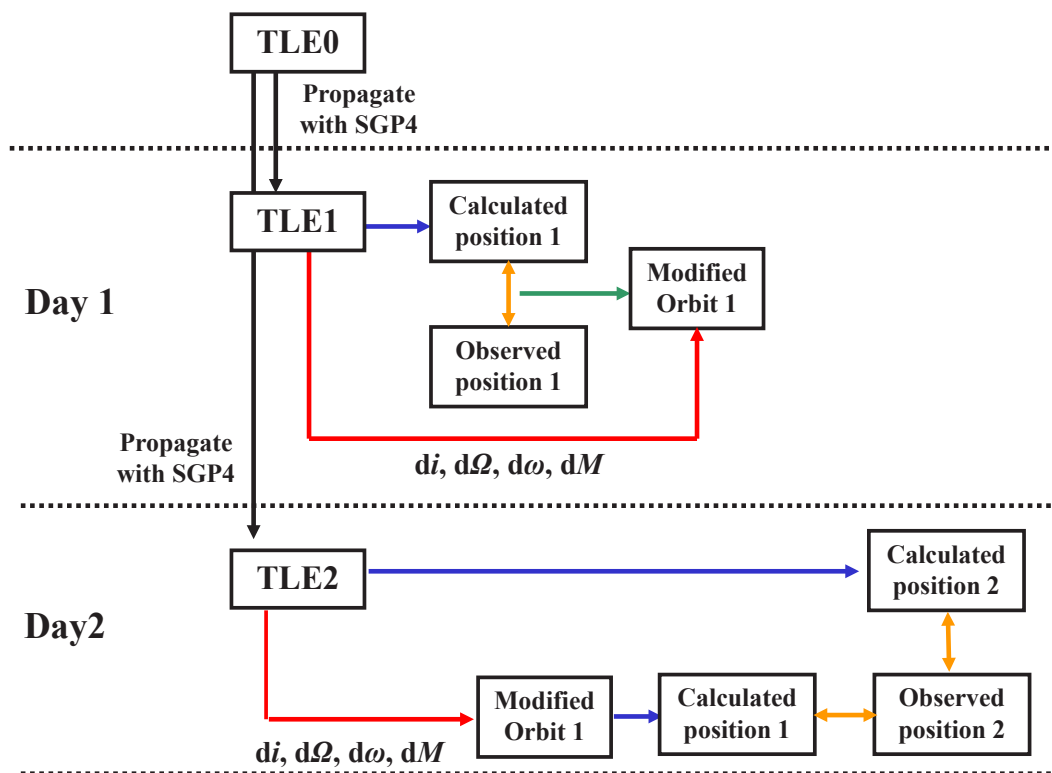 TLE0
Propagate
with SGP4
TLE1
Calculated
position 1
Modified
Orbit 1
Day 1
Observed
position 1
Propagate
with SGP4
di, dΩ, dω, dM
TLE2
Calculated
position 2
Day2
Modified
Orbit 1
Calculated
position 1
Observed
position 2
di, dΩ, dω, dM